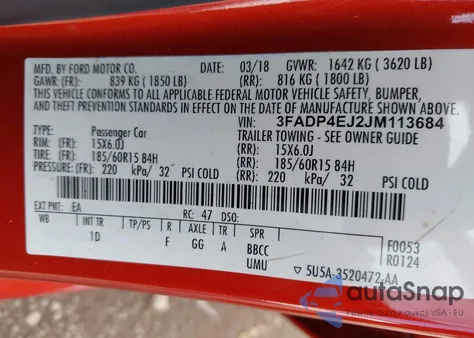 MFD. BY FORD MOTOR CO. DATE: 03/18 GVWR: 1642 KG (3620 LB)
GAWR: (FR): 839 KG (1850 LB) (RR): 816 KG (1800 LB)
THIS VEHICLE CONFORMS TO ALL APPLICABLE FEDERAL MOTOR VEHICLE
SAFETY, BUMPER, AND THEFT PREVENTION STANDARDS IN EFFECT ON THE DATE OF
MANUFACTURE SHOWN ABOVE.
VIN: 3FADP4EJ2JM113684
TYPE: Passenger Car TRAILER TOWING - SEE OWNER GUIDE
RIM: (FR) 15X6.0J (RR): 15X6.0J
TIRE: (FR) 185/60R15 84H (RR): 185/60R15 84H
PRESSURE: (FR) 220 kPa/ 32 PSI COLD (RR): 220 kPa/ 32 PSI COLD
EXT PNT: EA RC: 47 DSO:
WB INT TR TP/PS R AXLE TR SPR
1D F GG A BBCC
UMU
F0053
R0124
▽ 5U5A-3520472-AA
autoSnap
Auta z aukcji USA - EU